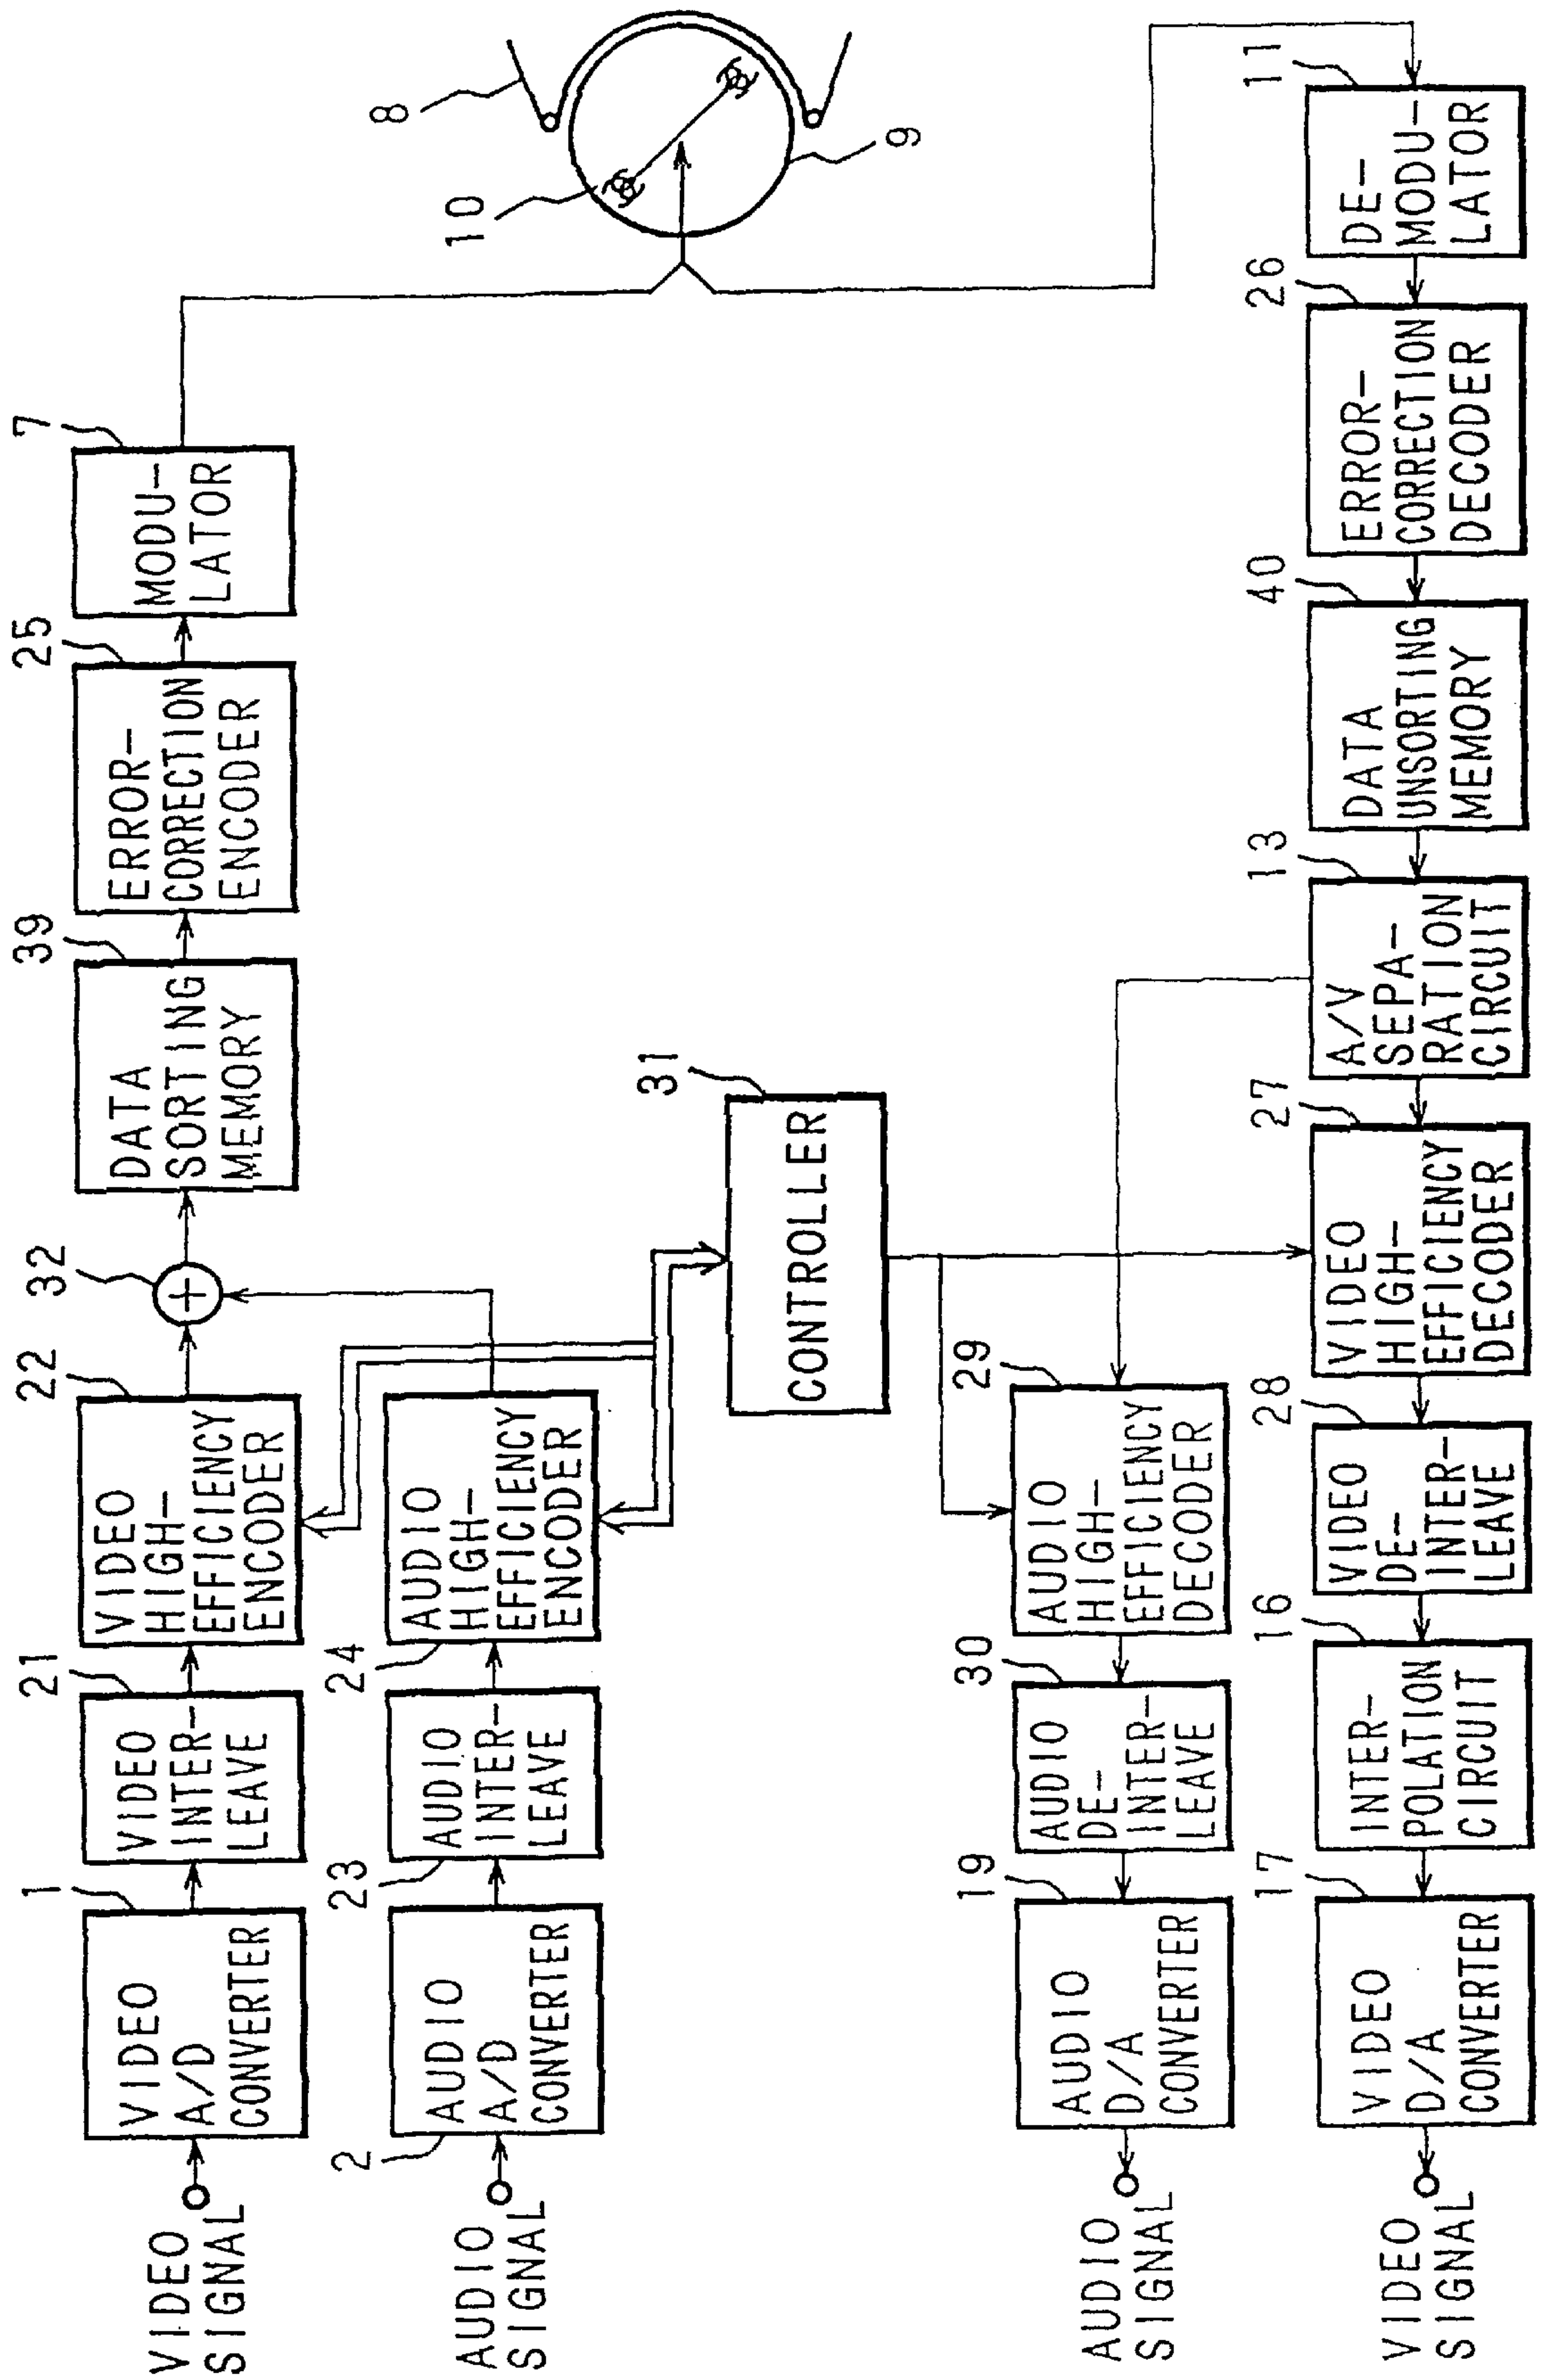 VIDEO
SIGNAL
1
VIDEO
A/D
CONVERTER
21
VIDEO
INTER-
LEAVE
22
VIDEO
HIGH-
EFFICIENCY
ENCODER
32
+
39
DATA
SORTING
MEMORY
25
ERROR-
CORRECTION
ENCODER
7
MODU-
LATOR
AUDIO
SIGNAL
2
AUDIO
A/D
CONVERTER
23
AUDIO
INTER-
LEAVE
24
AUDIO
HIGH-
EFFICIENCY
ENCODER
8
10
9
31
CONTROLLER
AUDIO
SIGNAL
19
AUDIO
D/A
CONVERTER
30
AUDIO
DE-
INTER-
LEAVE
29
AUDIO
HIGH-
EFFICIENCY
DECODER
VIDEO
SIGNAL
17
VIDEO
D/A
CONVERTER
16
INTER-
POLATION
CIRCUIT
28
VIDEO
DE-
INTER-
LEAVE
27
VIDEO
HIGH-
EFFICIENCY
DECODER
13
A/V
SEPA-
RATION
CIRCUIT
40
DATA
UNSORTING
MEMORY
26
ERROR-
CORRECTION
DECODER
11
DE-
MODU-
LATOR